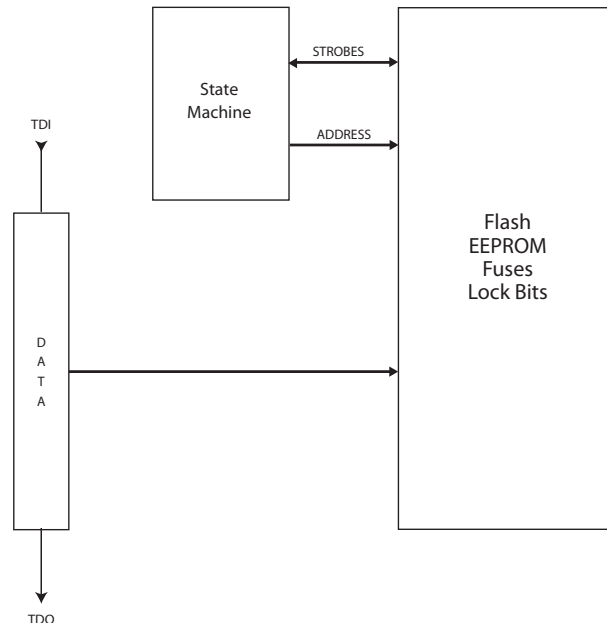 STROBES
State
Machine
ADDRESS
TDI
Flash
EEPROM
Fuses
Lock Bits
D
A
T
A
TDO